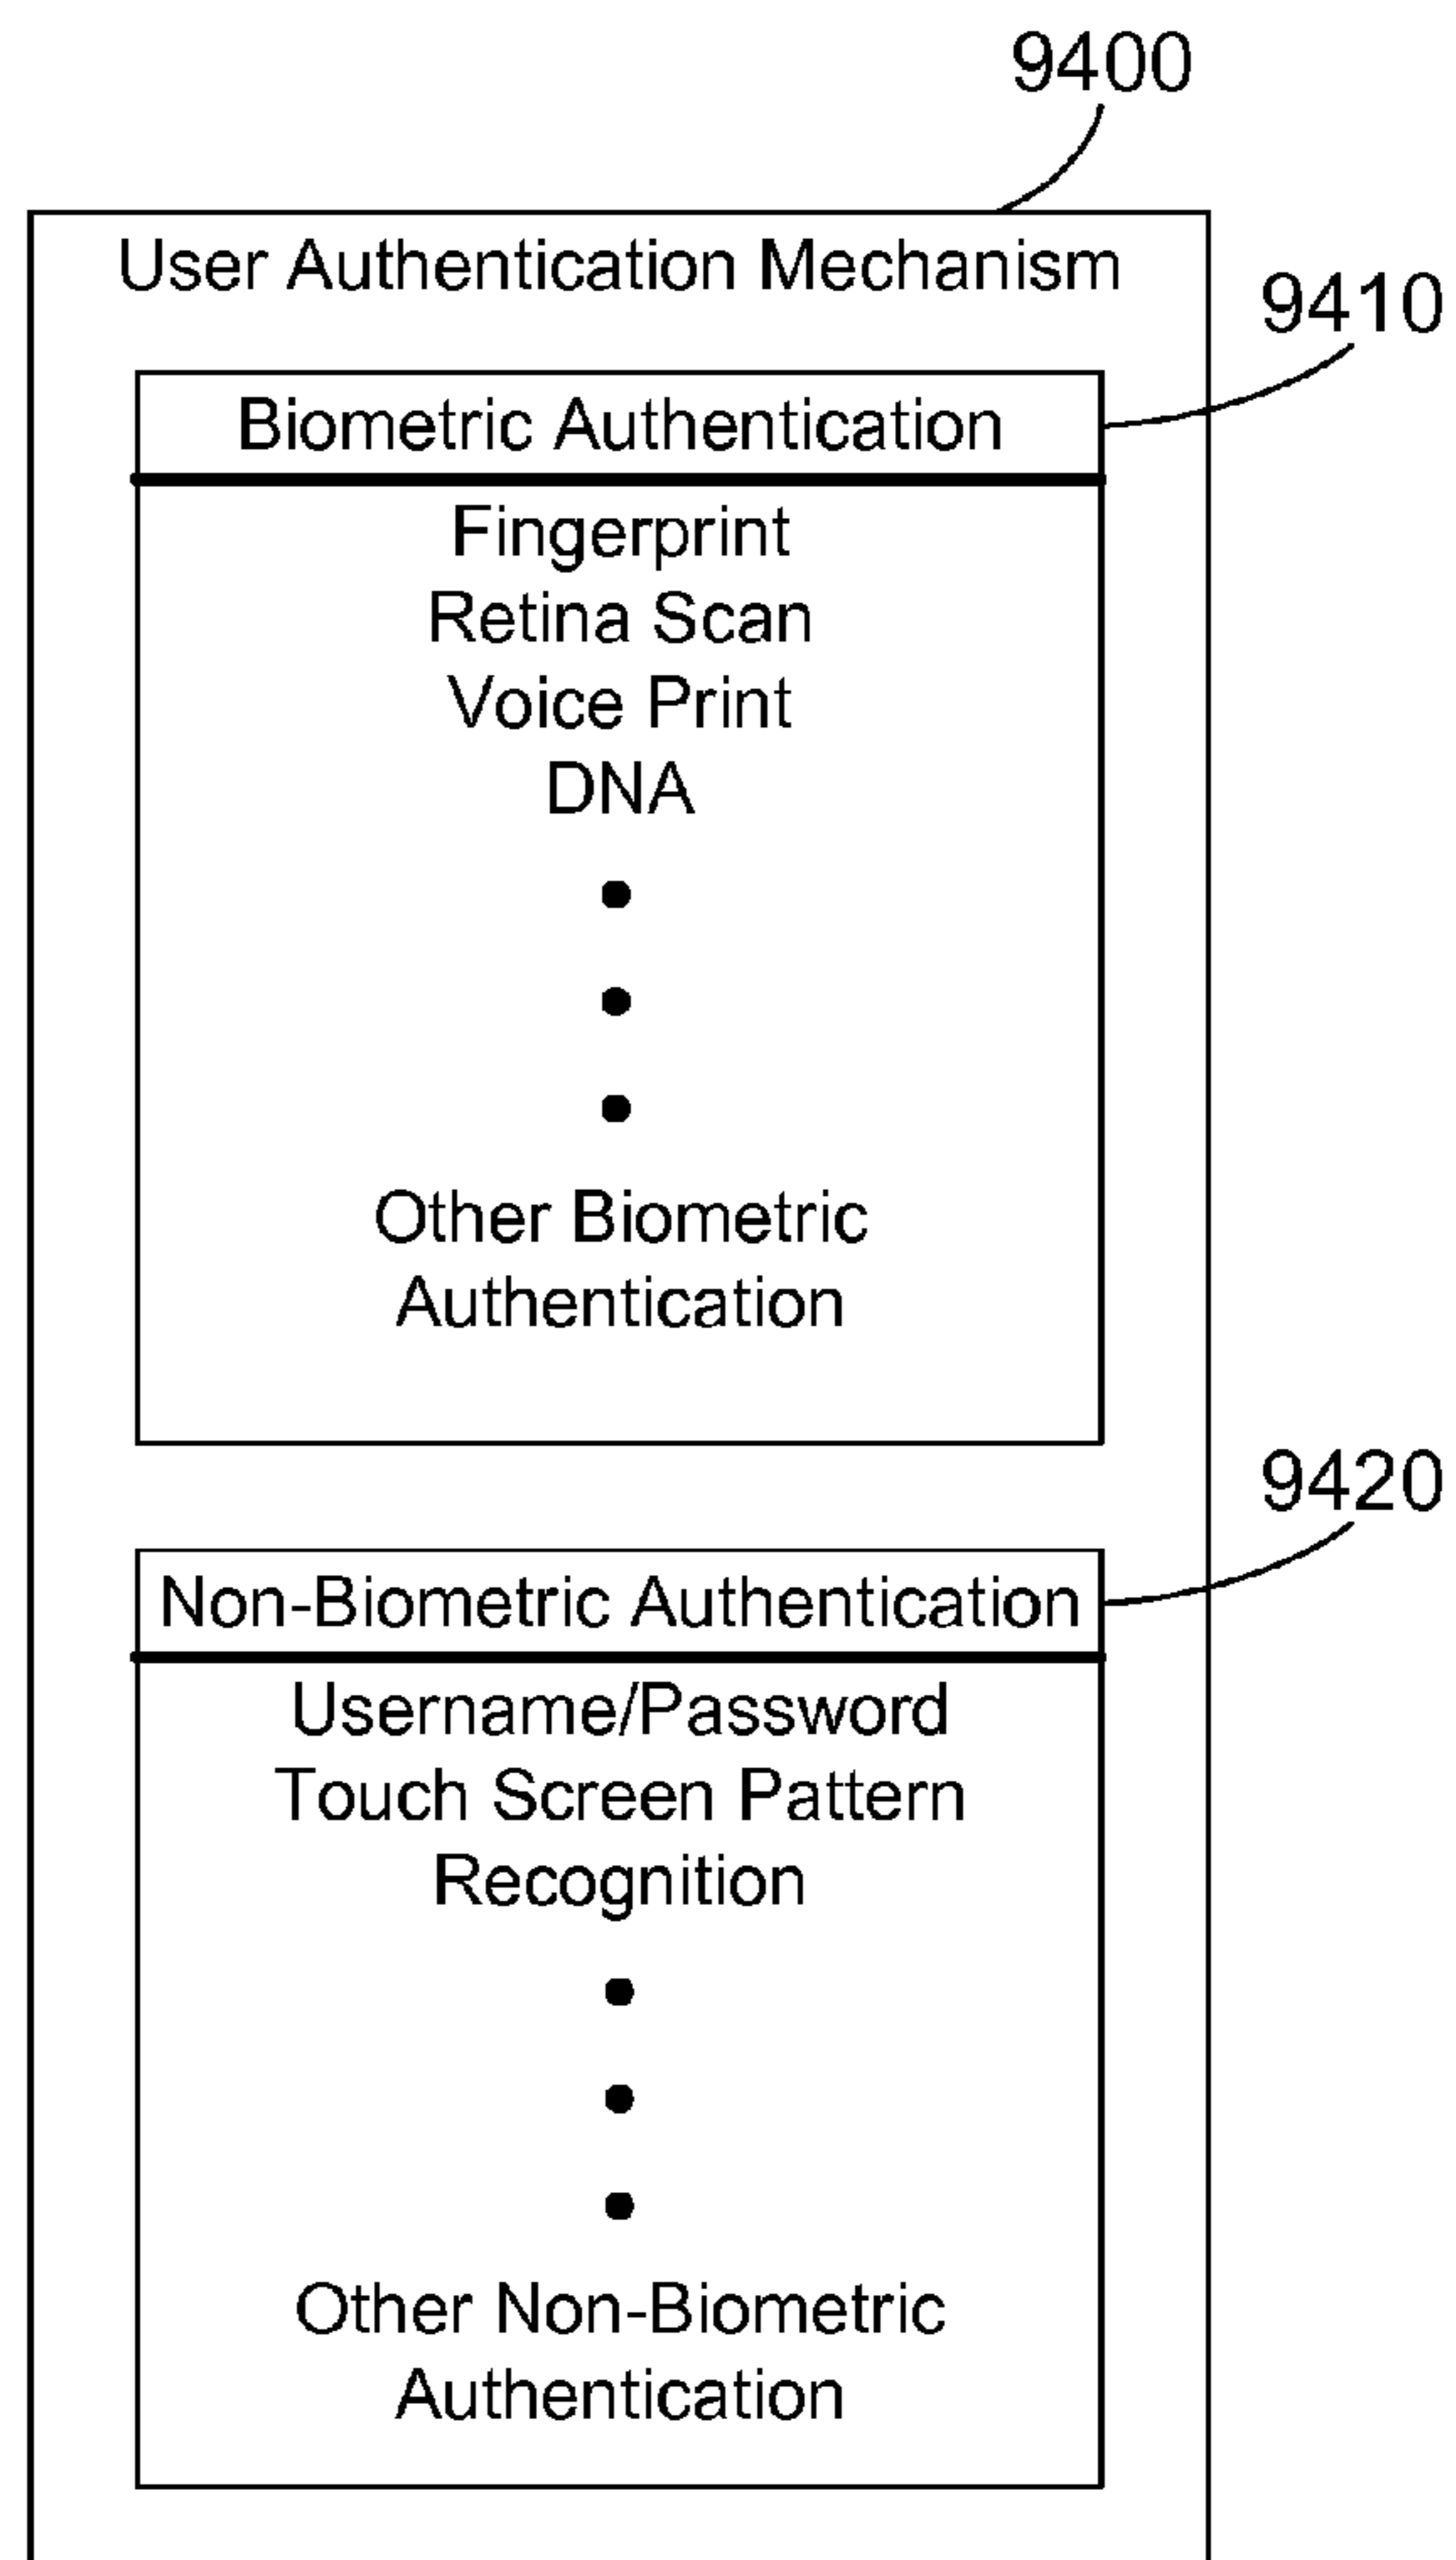 9400
User Authentication Mechanism
9410
Biometric Authentication
Fingerprint
Retina Scan
Voice Print
DNA
Other Biometric
Authentication
9420
Non-Biometric Authentication
Username/Password
Touch Screen Pattern
Recognition
Other Non-Biometric
Authentication